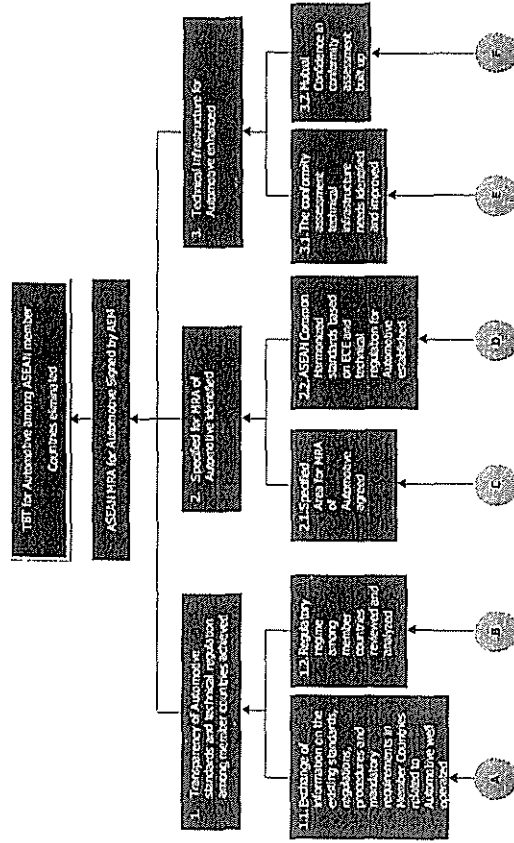 TBT for Automotive among ASEAN member
Countries eliminated
ASEAN MRA for Automotive Signed by AEM
1. Transparency of Automotive
standards and technical regulation
among member countries achieved
2. Specified for MRA of
Automotive Identified
3. Technical Infrastructure for
Automotive enhanced
1.1. Exchange of
information on the
existing standards,
regulations,
procedures and
mandatory
requirements in
Member Countries
related to
Automotive well
operated
1.2. Regulatory
regime
among
member
countries
reviewed and
analyzed
2.1. Specified
Area for MRA
of
Automotive
agreed
2.2. ASEAN Common
harmonized
standards based
on ECE and
technical
regulation for
Automotive
established
3.1. The conformity
assessment
technical
infrastructure
needs identified
and improved
3.2. Mutual
Confidence in
conformity
assessment
built up
A
B
C
D
E
F